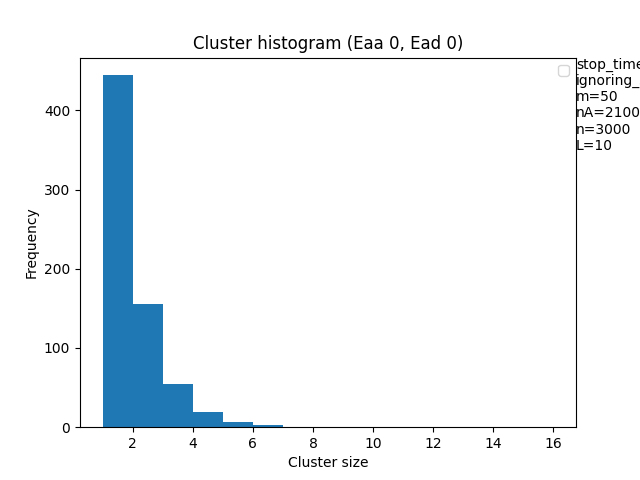 Cluster histogram (Eaa 0, Ead 0)
stop_time
ignoring_
m=50
nA=2100
n=3000
L=10
400
300
200
100
0
Frequency
2 4 6 8 10 12 14 16
Cluster size